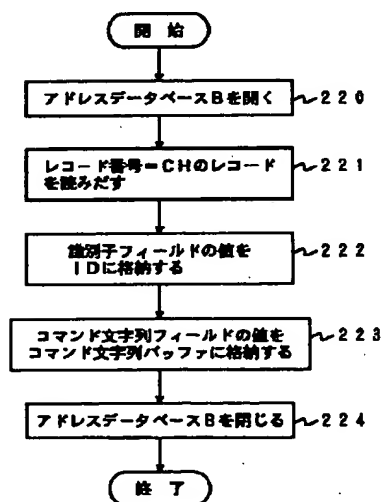 開 始
アドレスデータベースBを開く 220
レコード番号=CHのレコード 221
を読みだす
識別子フィールドの値を 222
IDに格納する
コマンド文字列フィールドの値を 223
コマンド文字列バッファに格納する
アドレスデータベースBを閉じる 224
終 了